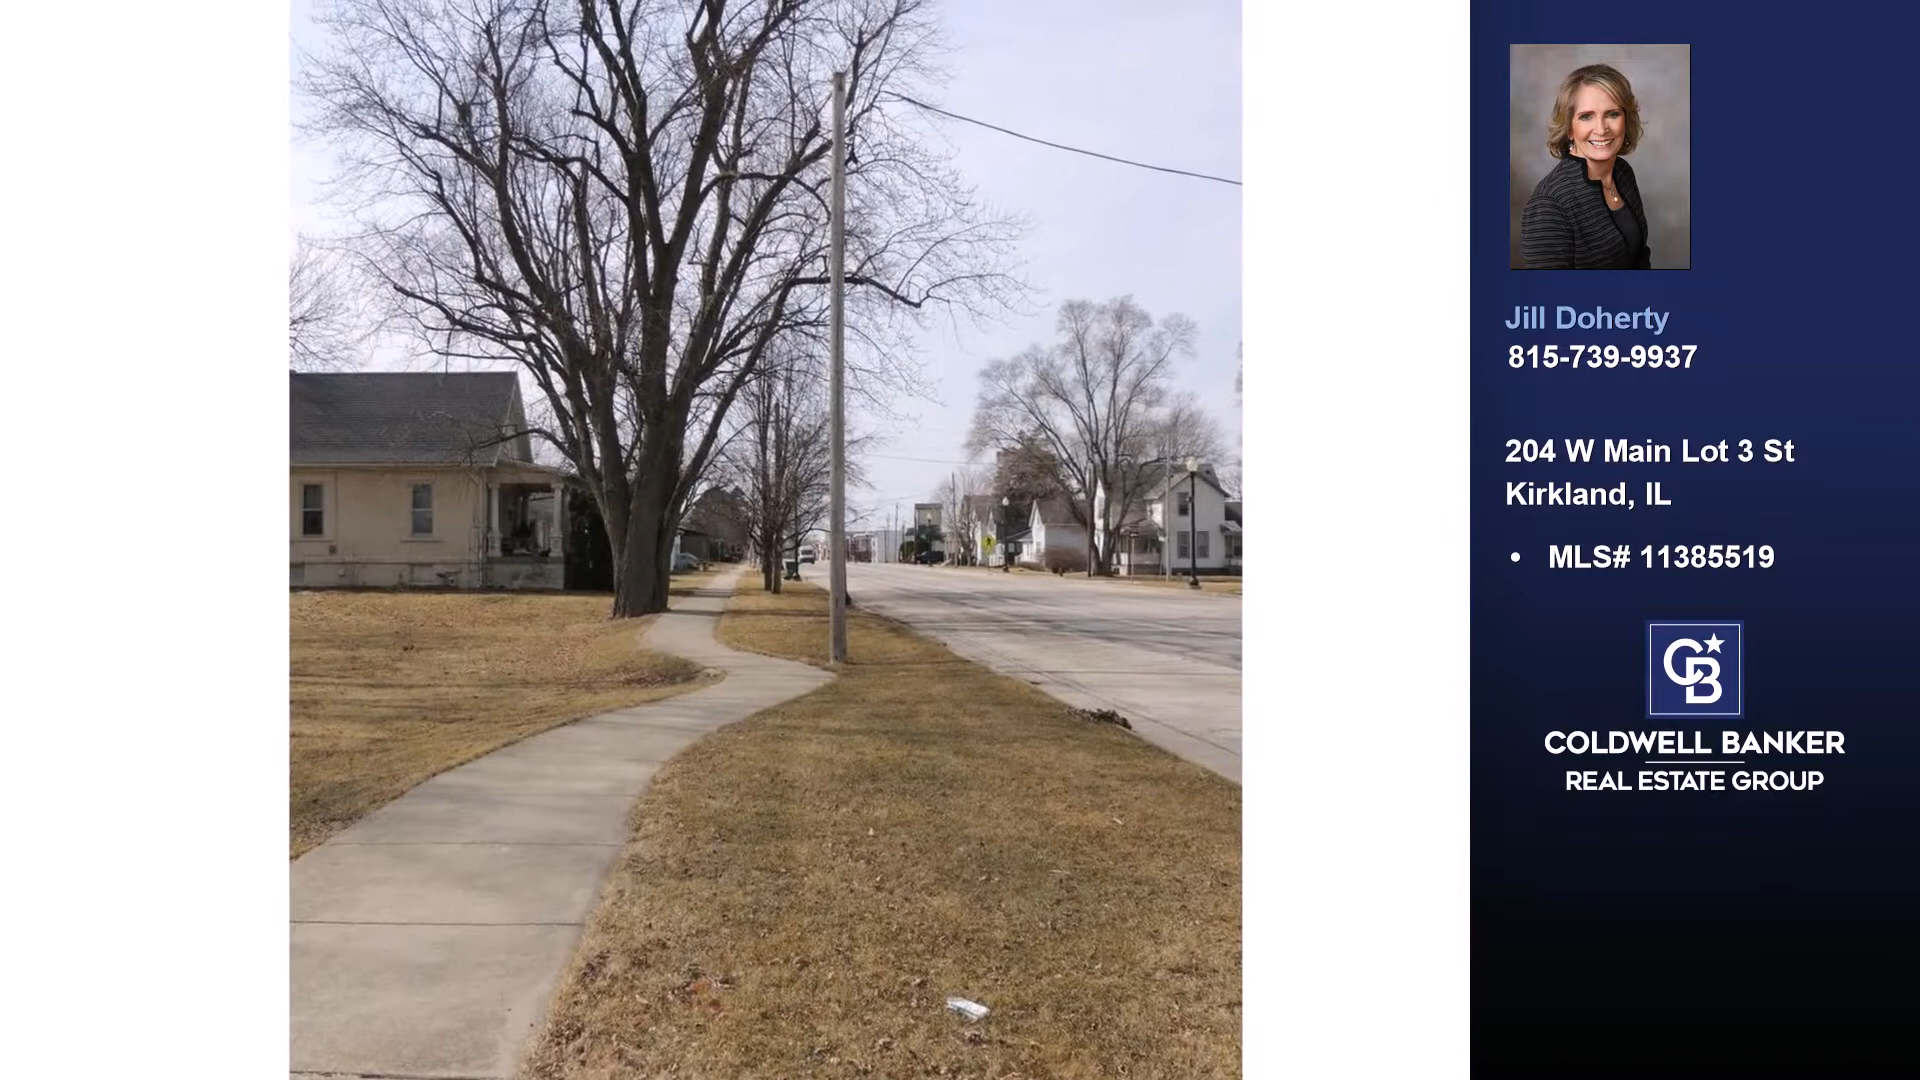 Jill Doherty
815-739-9937
204 W Main Lot 3 St
Kirkland, IL
• MLS# 11385519
CB
COLDWELL BANKER
REAL ESTATE GROUP